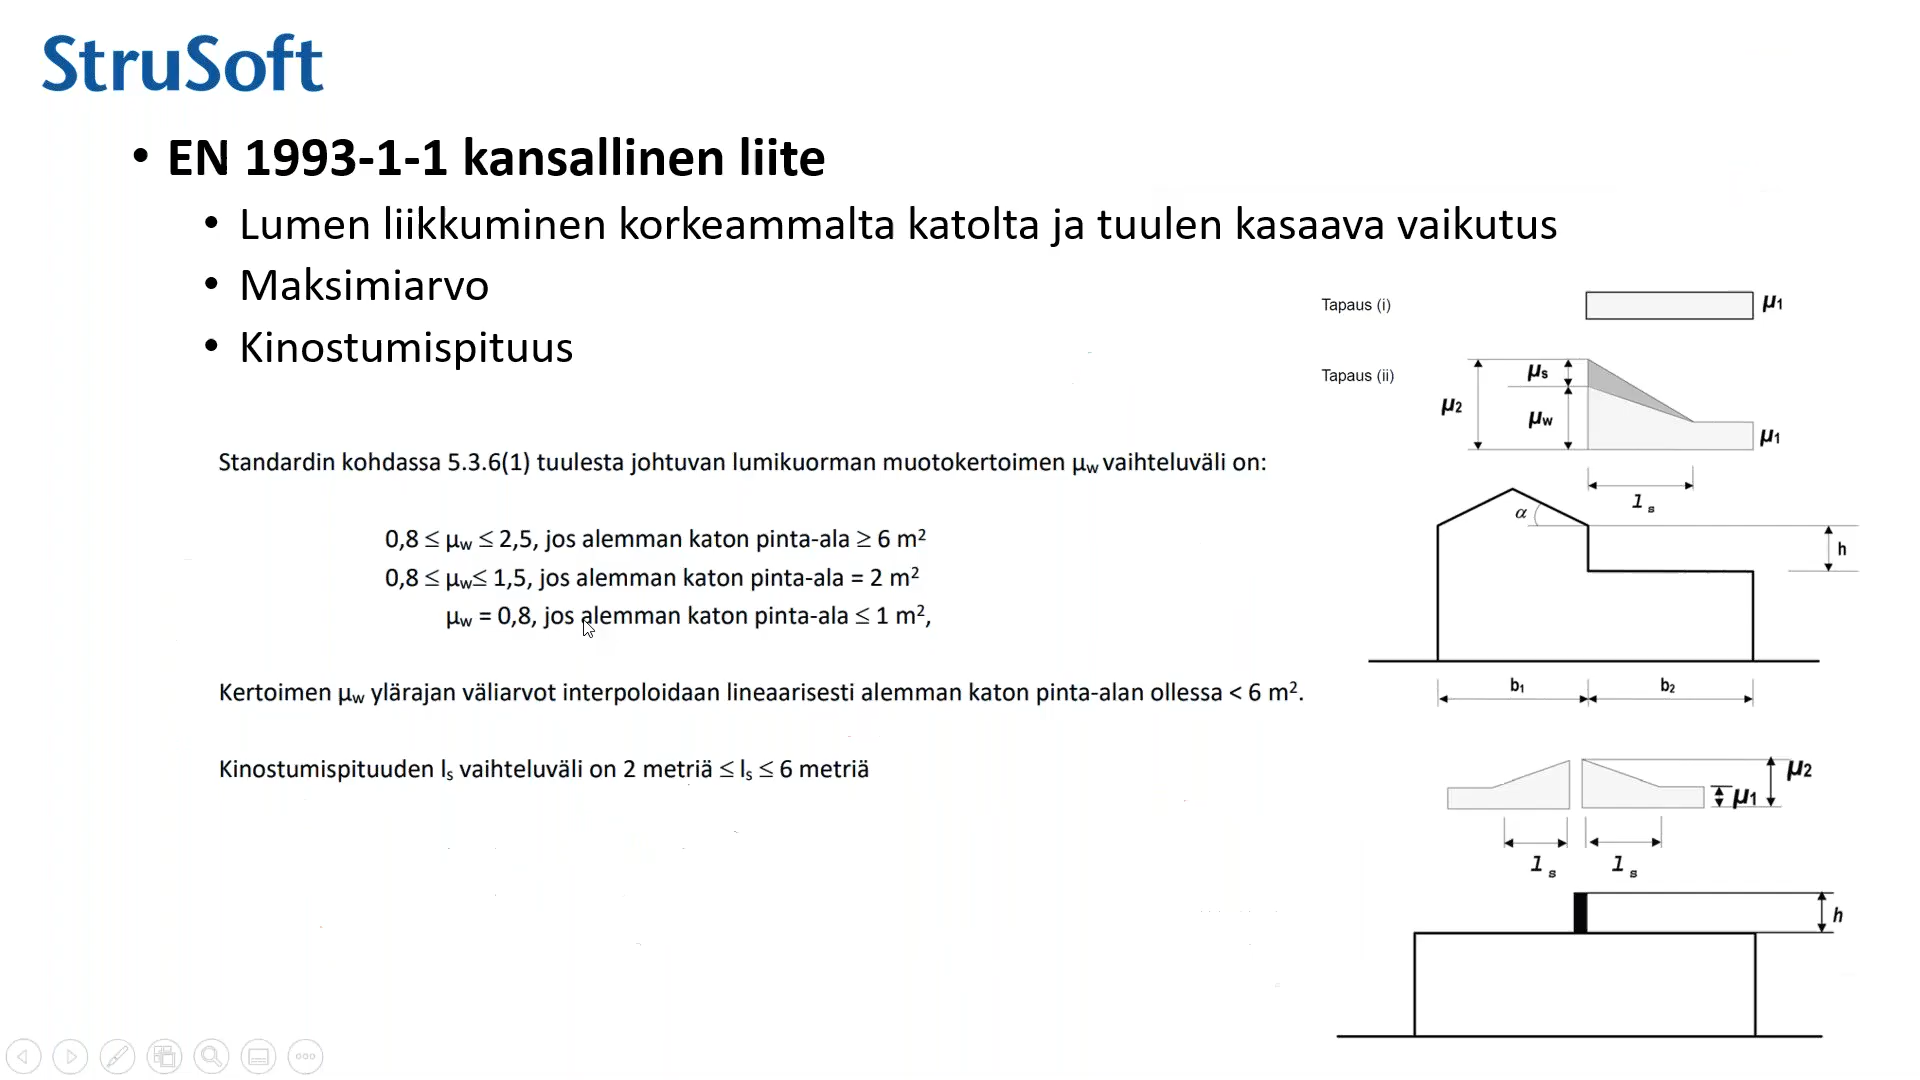 StruSoft
• EN 1993-1-1 kansallinen liite
• Lumen liikkuminen korkeammalta katolta ja tuulen kasaava vaikutus
• Maksimiarvo
• Kinostumispituus
Standardin kohdassa 5.3.6(1) tuulesta johtuvan lumikuorman muotokertoimen µw vaihteluväli on:
0,8 ≤ µw ≤ 2,5, jos alemman katon pinta-ala ≥ 6 m²
0,8 ≤ µw≤ 1,5, jos alemman katon pinta-ala = 2 m²
µw = 0,8, jos alemman katon pinta-ala ≤ 1 m²,
Kertoimen µw ylärajan väliarvot interpoloidaan lineaarisesti alemman katon pinta-alan ollessa < 6 m².
Kinostumispituuden ls vaihteluväli on 2 metriä ≤ ls ≤ 6 metriä
Tapaus (i)
µ1
Tapaus (ii)
µs
µ2
µw
µ1
ls
α
h
b1
b2
µ2
µ1
ls
ls
h